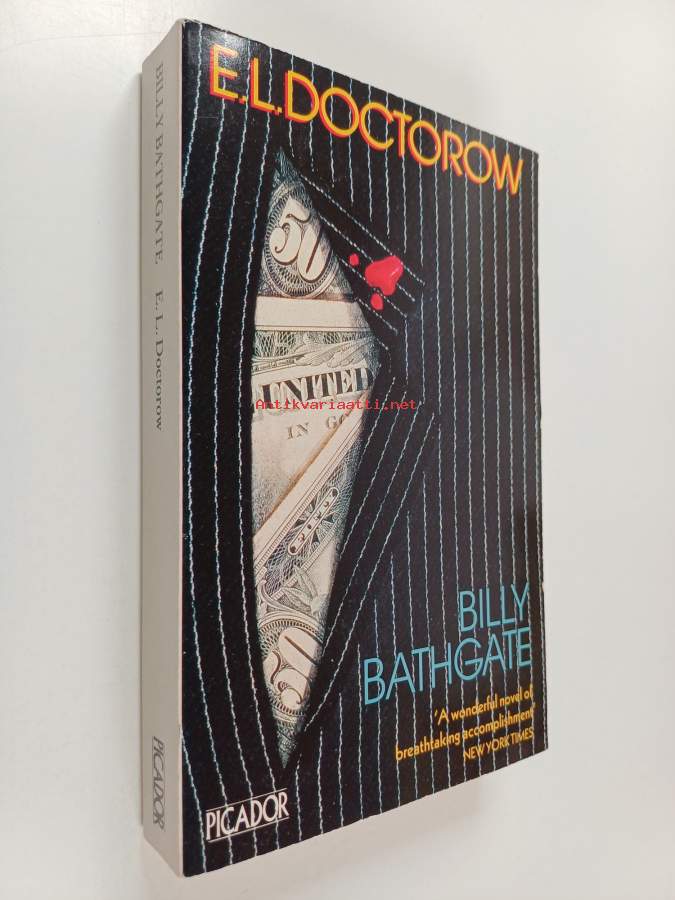 E.L.DOCTOROW
50
UNITED
IN GO
FIFTY
50
BILLY
BATHGATE
'A wonderful novel of
breathtaking accomplishment'
NEW YORK TIMES
PICADOR
BILLY BATHGATE E. L. Doctorow
PICADOR
Antikvariaatti.net